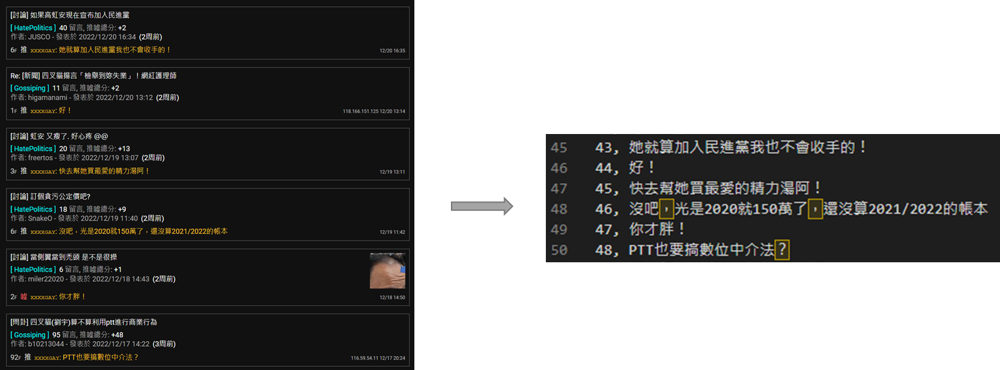 [討論] 如果高虹安現在宣布加入民進黨
[ HatePolitics ] 40 留言, 推噓總分: +2
作者: JUSCO - 發表於 2022/12/20 16:34 (2周前)
6F 推 xxxxGAY: 她就算加入民進黨我也不會收手的！ 12/20 16:35
Re: [新聞] 四叉貓揚言「檢舉到妳失業」！網紅護理師
[ Gossiping ] 11 留言, 推噓總分: +2
作者: higamanami - 發表於 2022/12/20 13:12 (2周前)
1F 推 xxxxGAY: 好！ 118.166.151.125 12/20 13:14
[討論] 虹安 又瘦了. 好心疼 @@
[ HatePolitics ] 20 留言, 推噓總分: +13
作者: freertos - 發表於 2022/12/19 13:07 (2周前)
3F 推 xxxxGAY: 快去幫她買最愛的精力湯阿！ 12/19 13:11
[討論] 訂個貪污公定價吧?
[ HatePolitics ] 18 留言, 推噓總分: +9
作者: SnakeO - 發表於 2022/12/19 11:40 (2周前)
6F 推 xxxxGAY: 沒吧，光是2020就150萬了，還沒算2021/2022的帳本 12/19 11:42
[討論] 當側翼當到禿頭 是不是很操
[ HatePolitics ] 6 留言, 推噓總分: +1
作者: miler22020 - 發表於 2022/12/18 14:43 (2周前)
2F 噓 xxxxGAY: 你才胖！ 12/18 14:50
[問卦] 四叉貓(劉宇)算不算利用ptt進行商業行為
[ Gossiping ] 95 留言, 推噓總分: +48
作者: b10213044 - 發表於 2022/12/17 14:22 (3周前)
92F 推 xxxxGAY: PTT也要搞數位中介法？ 116.59.54.11 12/17 20:24
45 43, 她就算加入民進黨我也不會收手的！
46 44, 好！
47 45, 快去幫她買最愛的精力湯阿！
48 46, 沒吧，光是2020就150萬了，還沒算2021/2022的帳本
49 47, 你才胖！
50 48, PTT也要搞數位中介法？